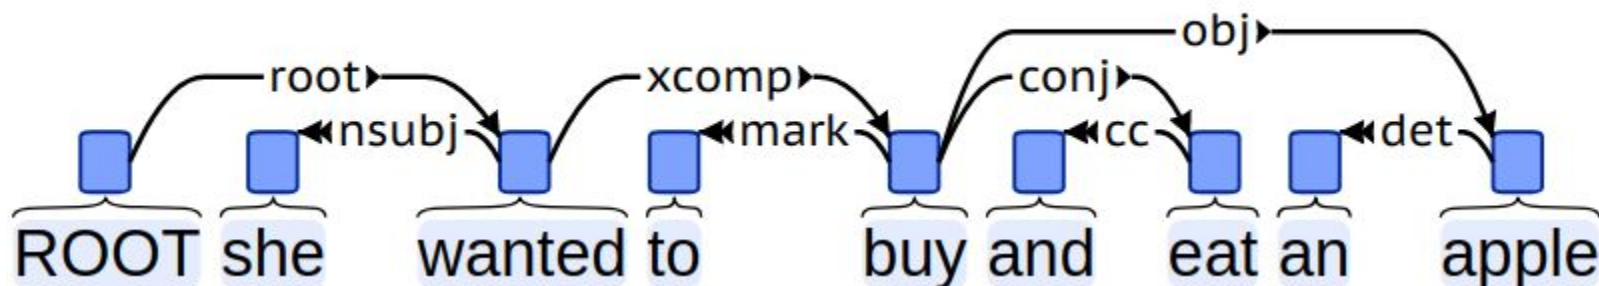 obj
root xcomp conj
nsubj mark cc det
ROOT she wanted to buy and eat an apple